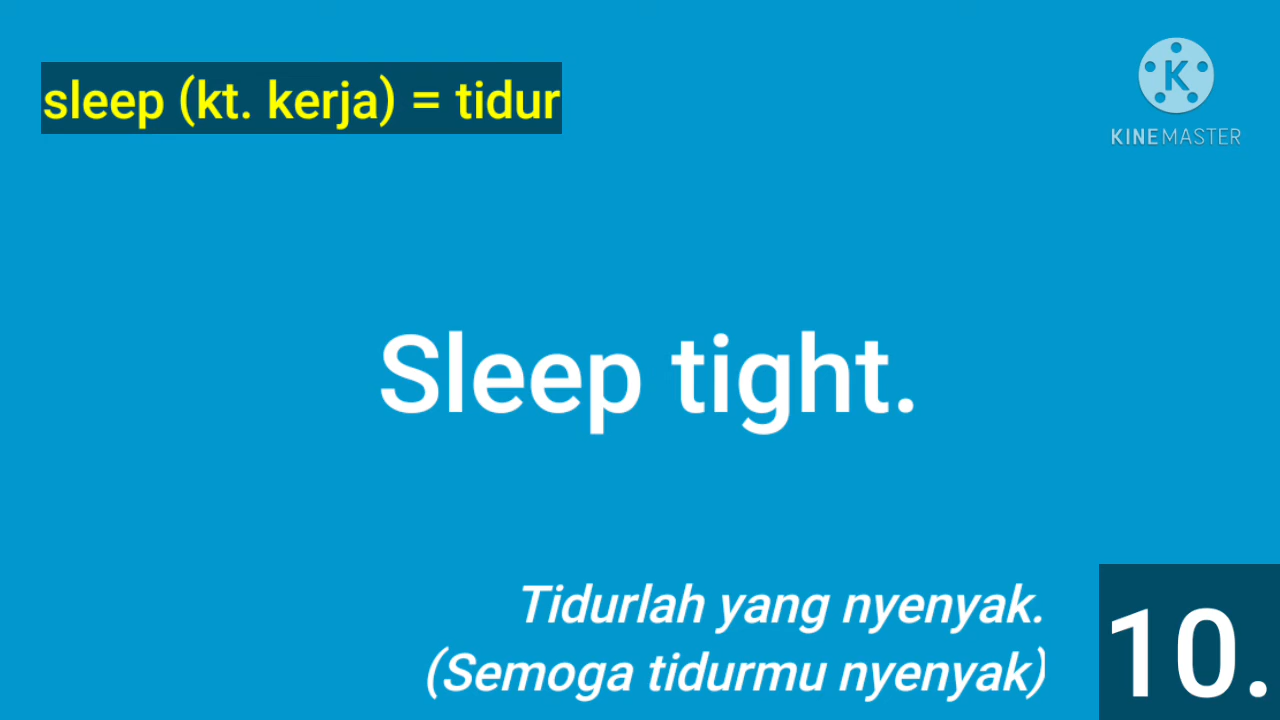 sleep (kt. kerja) = tidur
K
KINEMASTER
Sleep tight.
Tidurlah yang nyenyak.
(Semoga tidurmu nyenyak)
10.